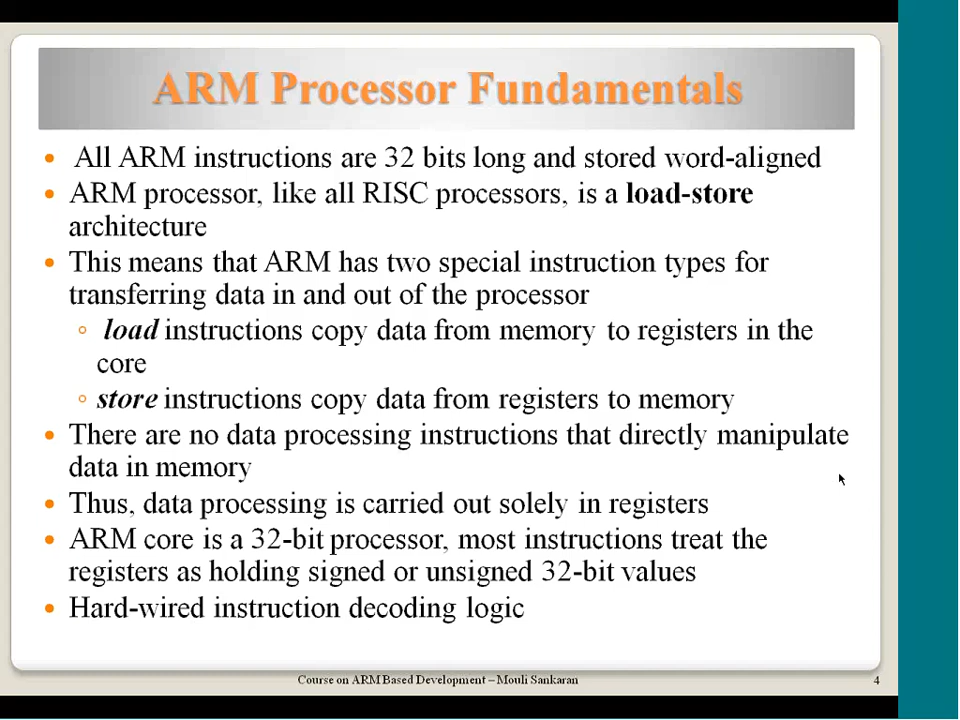 ARM Processor Fundamentals
• All ARM instructions are 32 bits long and stored word-aligned
• ARM processor, like all RISC processors, is a load-store
architecture
• This means that ARM has two special instruction types for
transferring data in and out of the processor
◦ load instructions copy data from memory to registers in the
core
◦ store instructions copy data from registers to memory
• There are no data processing instructions that directly manipulate
data in memory
• Thus, data processing is carried out solely in registers
• ARM core is a 32-bit processor, most instructions treat the
registers as holding signed or unsigned 32-bit values
• Hard-wired instruction decoding logic
Course on ARM Based Development – Mouli Sankaran
4